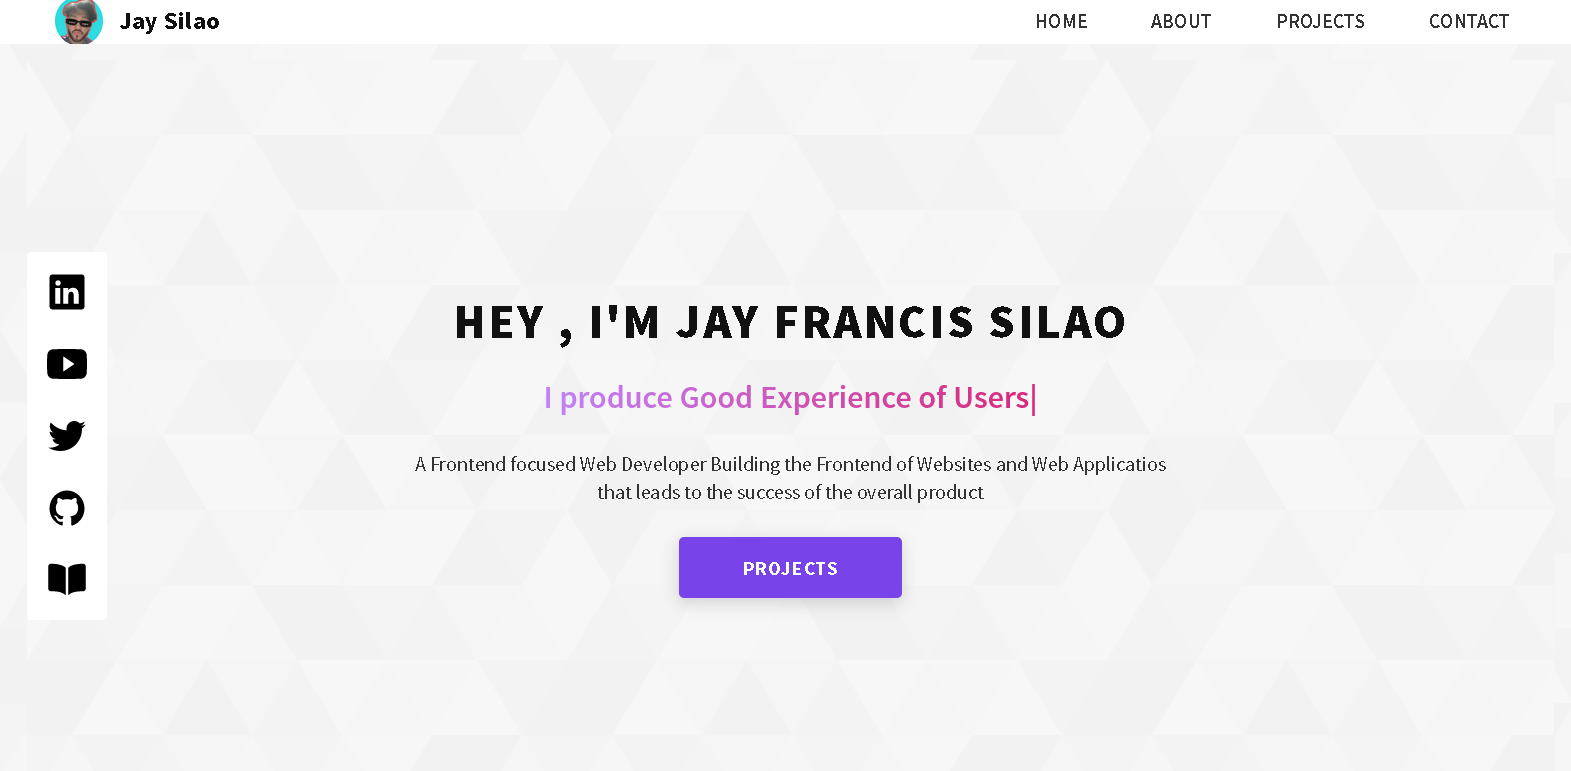 Jay Silao
HOME
ABOUT
PROJECTS
CONTACT
HEY , I'M JAY FRANCIS SILAO
I produce Good Experience of Users|
A Frontend focused Web Developer Building the Frontend of Websites and Web Applicatios
that leads to the success of the overall product
PROJECTS